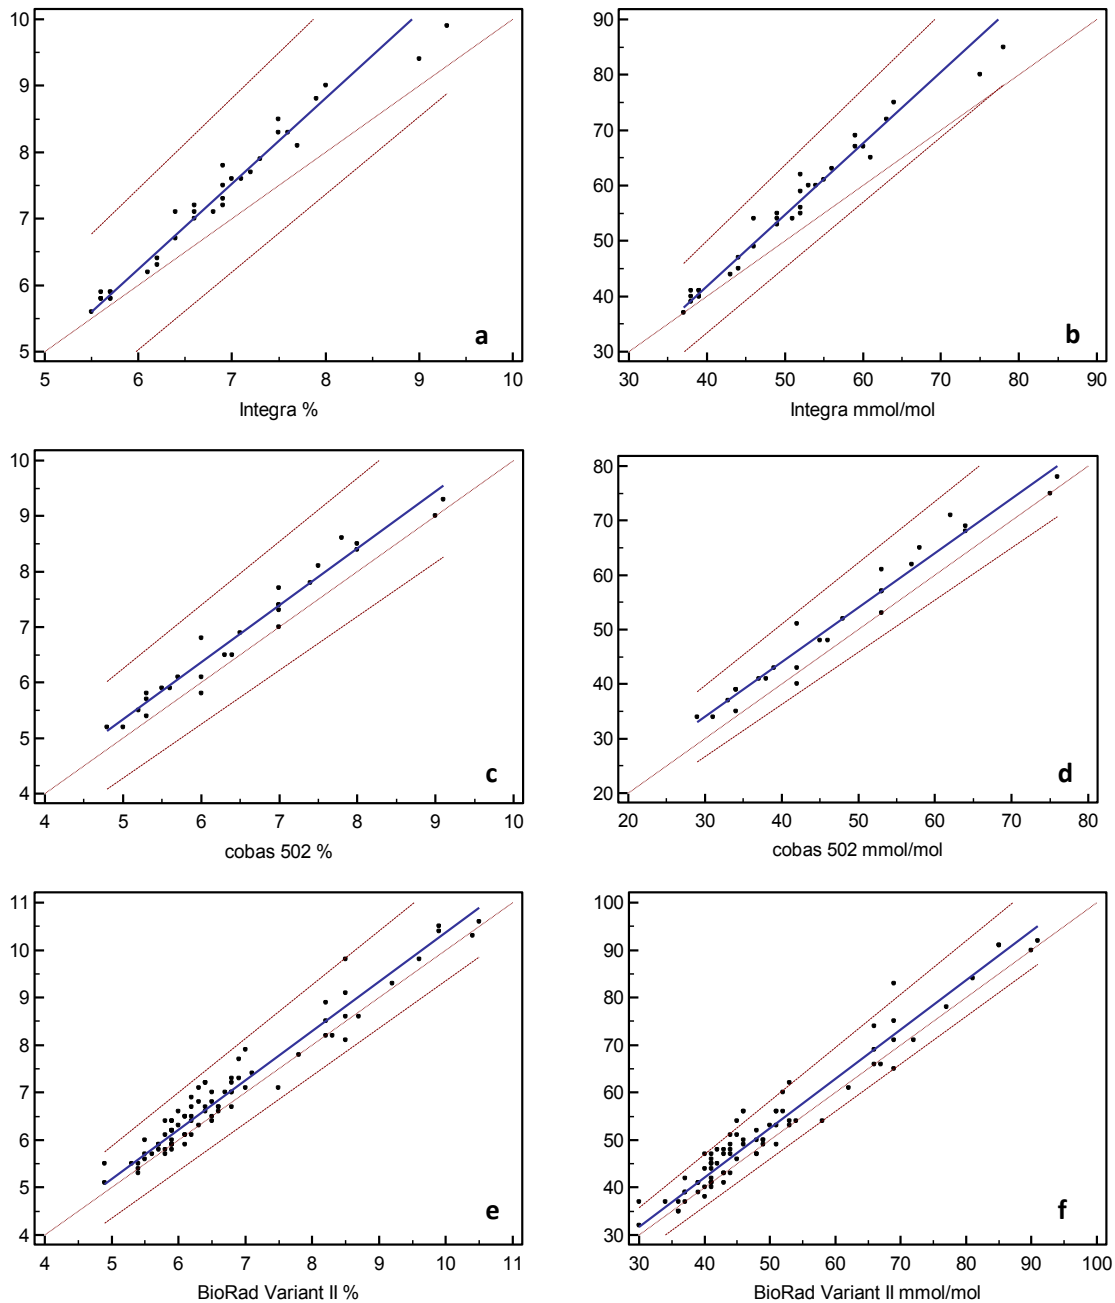 10
9
8
7
6
5
a
5 6 7 8 9 10
Integra %
90
80
70
60
50
40
30
b
30 40 50 60 70 80 90
Integra mmol/mol
10
9
8
7
6
5
4
c
4 5 6 7 8 9 10
cobas 502 %
80
70
60
50
40
30
20
d
20 30 40 50 60 70 80
cobas 502 mmol/mol
11
10
9
8
7
6
5
4
e
4 5 6 7 8 9 10 11
BioRad Variant II %
100
90
80
70
60
50
40
30
f
30 40 50 60 70 80 90 100
BioRad Variant II mmol/mol